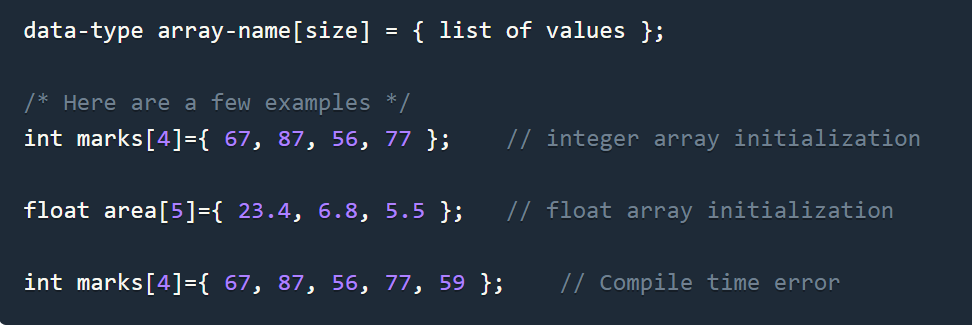 data-type array-name[size] = { list of values };
/* Here are a few examples */
int marks[4]={ 67, 87, 56, 77 };    // integer array initialization
float area[5]={ 23.4, 6.8, 5.5 };   // float array initialization
int marks[4]={ 67, 87, 56, 77, 59 };    // Compile time error